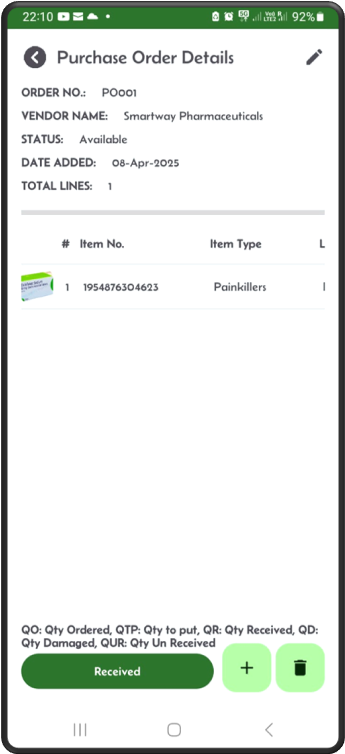 22:10 92%
Purchase Order Details
ORDER NO.: PO001
VENDOR NAME: Smartway Pharmaceuticals
STATUS: Available
DATE ADDED: 08-Apr-2025
TOTAL LINES: 1
# Item No. Item Type L
1 1954876304623 Painkillers
QO: Qty Ordered, QTP: Qty to put, QR: Qty Received, QD:
Qty Damaged, QUR: Qty Un Received
Received